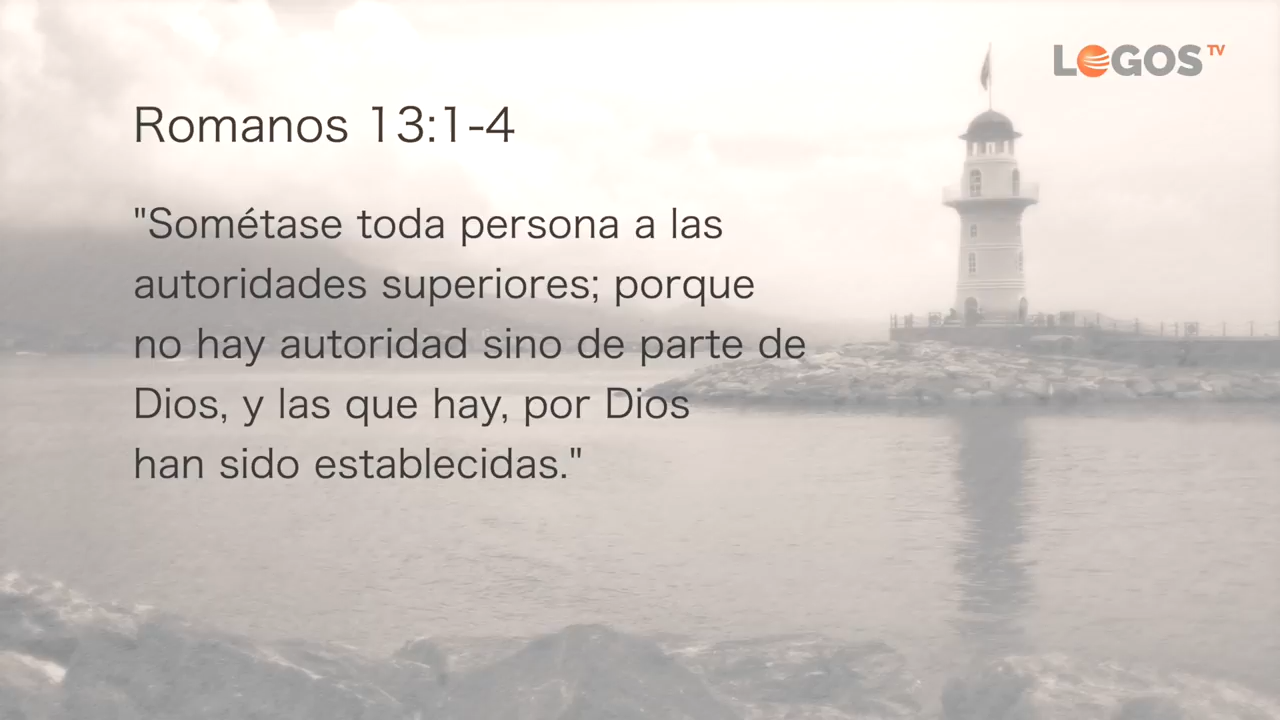 LOGOS TV
Romanos 13:1-4
"Sométase toda persona a las
autoridades superiores; porque
no hay autoridad sino de parte de
Dios, y las que hay, por Dios
han sido establecidas."